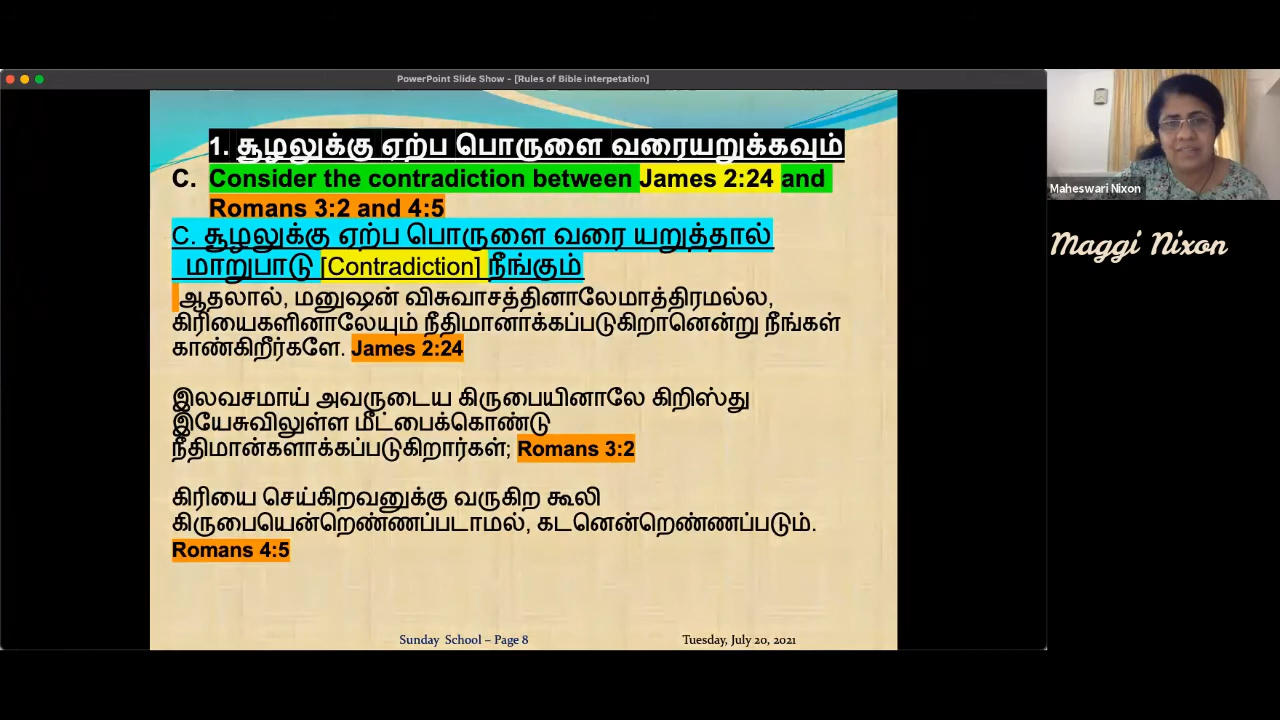 PowerPoint Slide Show - [Rules of Bible interpetation]
1. சூழலுக்கு ஏற்ப பொருளை வரையறுக்கவும்
C. Consider the contradiction between James 2:24 and
Romans 3:2 and 4:5
C. சூழலுக்கு ஏற்ப பொருளை வரை யறுத்தால்
மாறுபாடு [Contradiction] நீங்கும்
ஆதலால், மனுஷன் விசுவாசத்தினாலேமாத்திரமல்ல,
கிரியைகளினாலேயும் நீதிமானாக்கப்படுகிறானென்று நீங்கள்
காண்கிறீர்களே. James 2:24
இலவசமாய் அவருடைய கிருபையினாலே கிறிஸ்து
இயேசுவிலுள்ள மீட்பைக்கொண்டு
நீதிமான்களாக்கப்படுகிறார்கள்; Romans 3:2
கிரியை செய்கிறவனுக்கு வருகிற கூலி
கிருபையென்றெண்ணப்படாமல், கடனென்றெண்ணப்படும்.
Romans 4:5
Sunday School – Page 8
Tuesday, July 20, 2021
Maheswari Nixon
Maggi Nixon